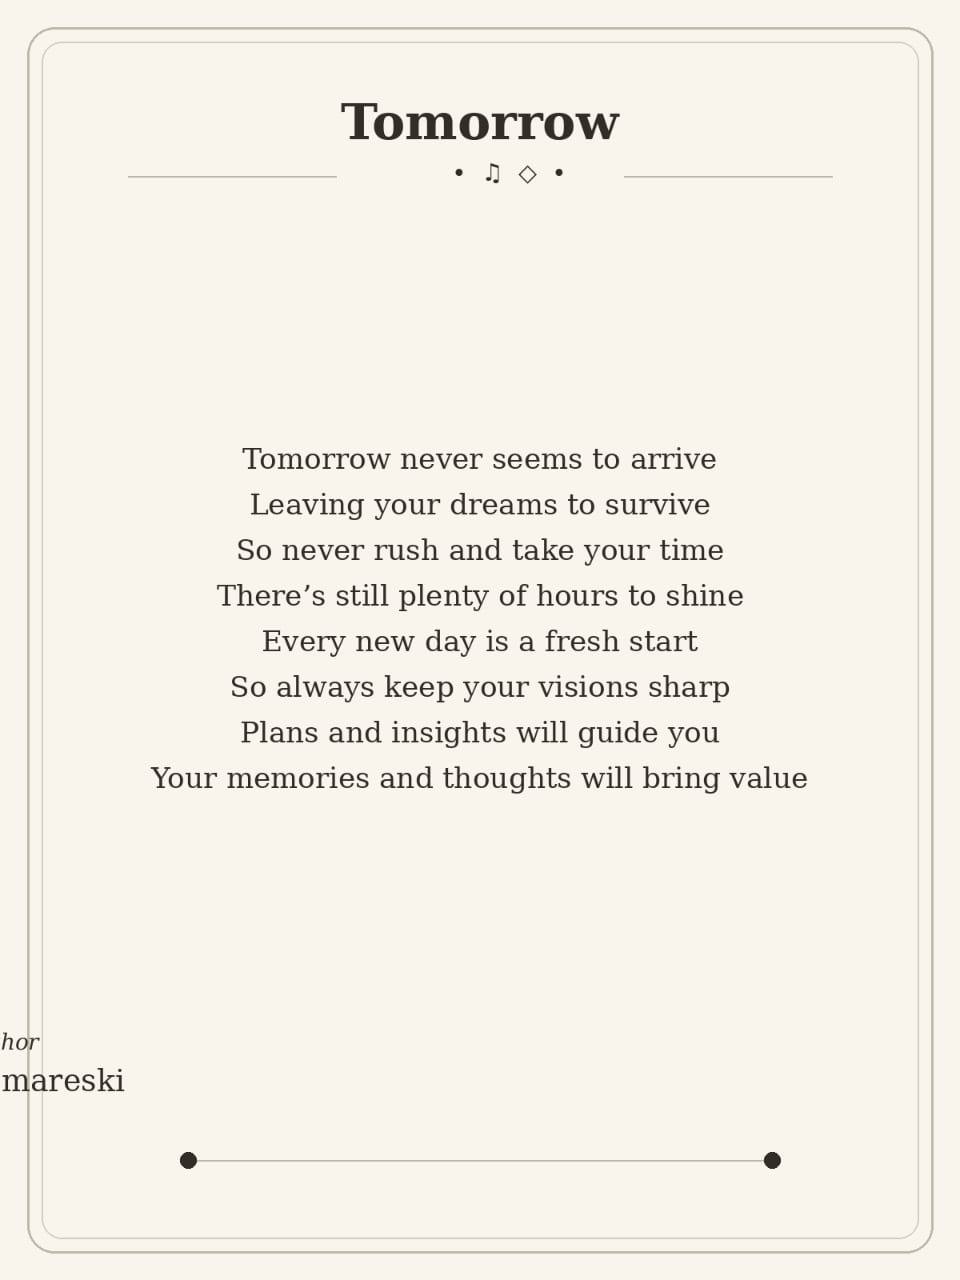 Tomorrow
Tomorrow never seems to arrive
Leaving your dreams to survive
So never rush and take your time
There’s still plenty of hours to shine
Every new day is a fresh start
So always keep your visions sharp
Plans and insights will guide you
Your memories and thoughts will bring value